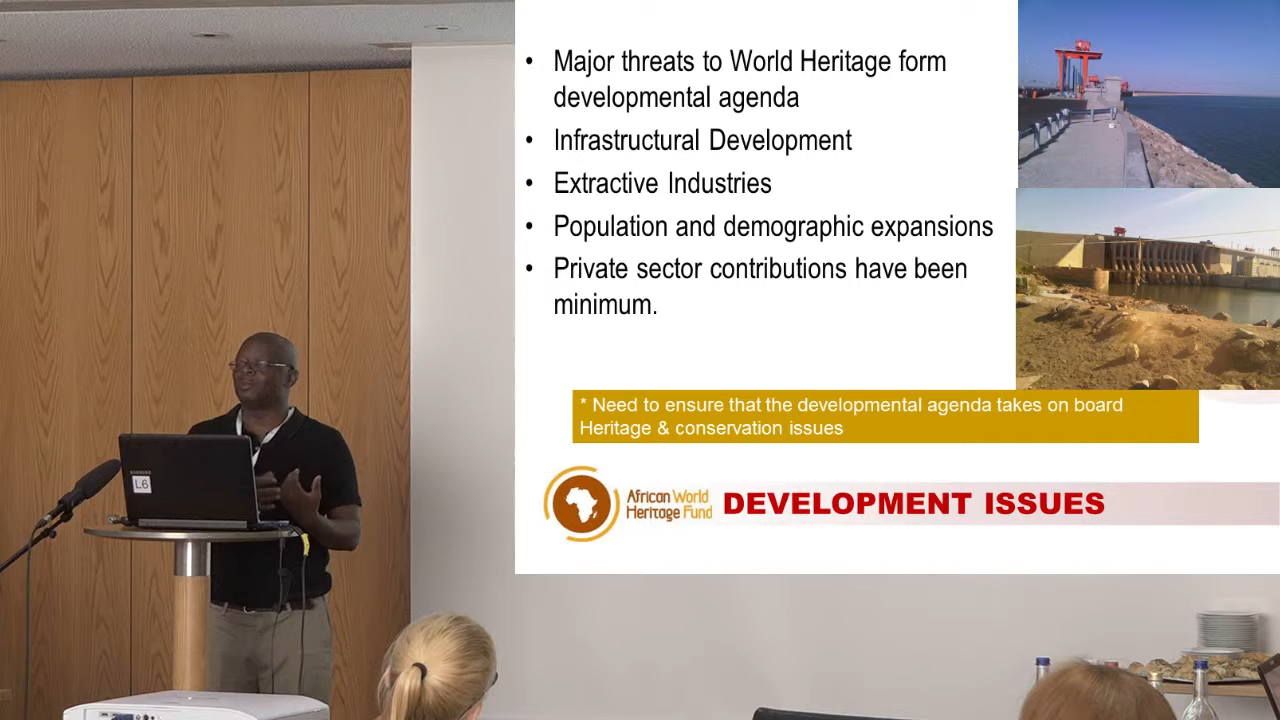 • Major threats to World Heritage form
developmental agenda
• Infrastructural Development
• Extractive Industries
• Population and demographic expansions
• Private sector contributions have been
minimum.
* Need to ensure that the developmental agenda takes on board
Heritage & conservation issues
African World
Heritage Fund
DEVELOPMENT ISSUES
SAMSUNG
L6